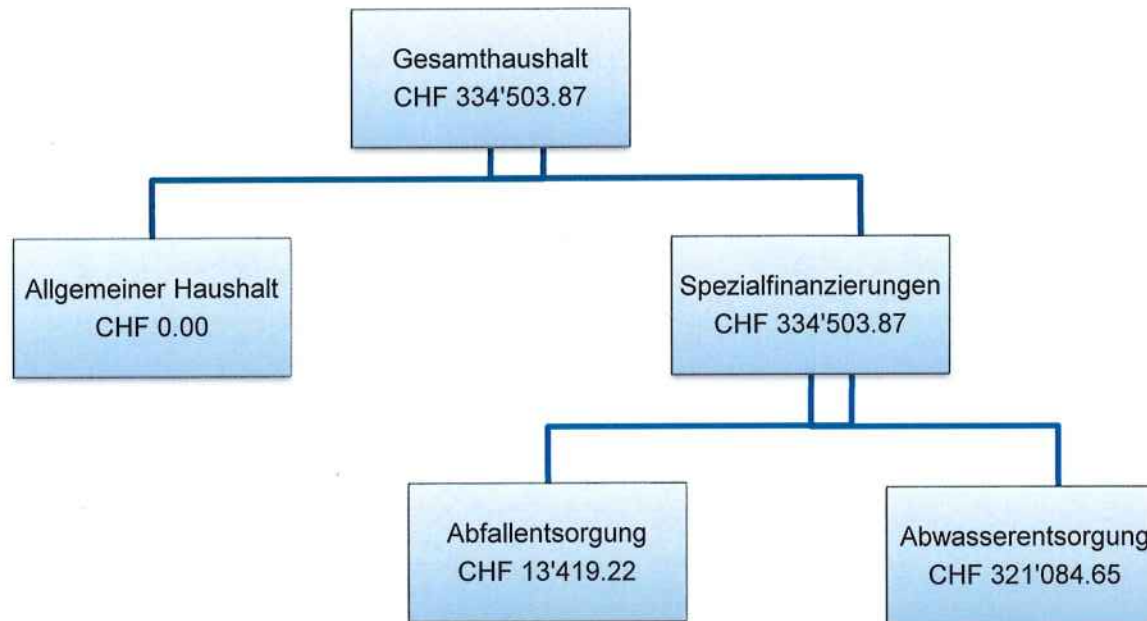 Gesamthaushalt
CHF 334'503.87
Allgemeiner Haushalt
CHF 0.00
Spezialfinanzierungen
CHF 334'503.87
Abfallentsorgung
CHF 13'419.22
Abwasserentsorgung
CHF 321'084.65